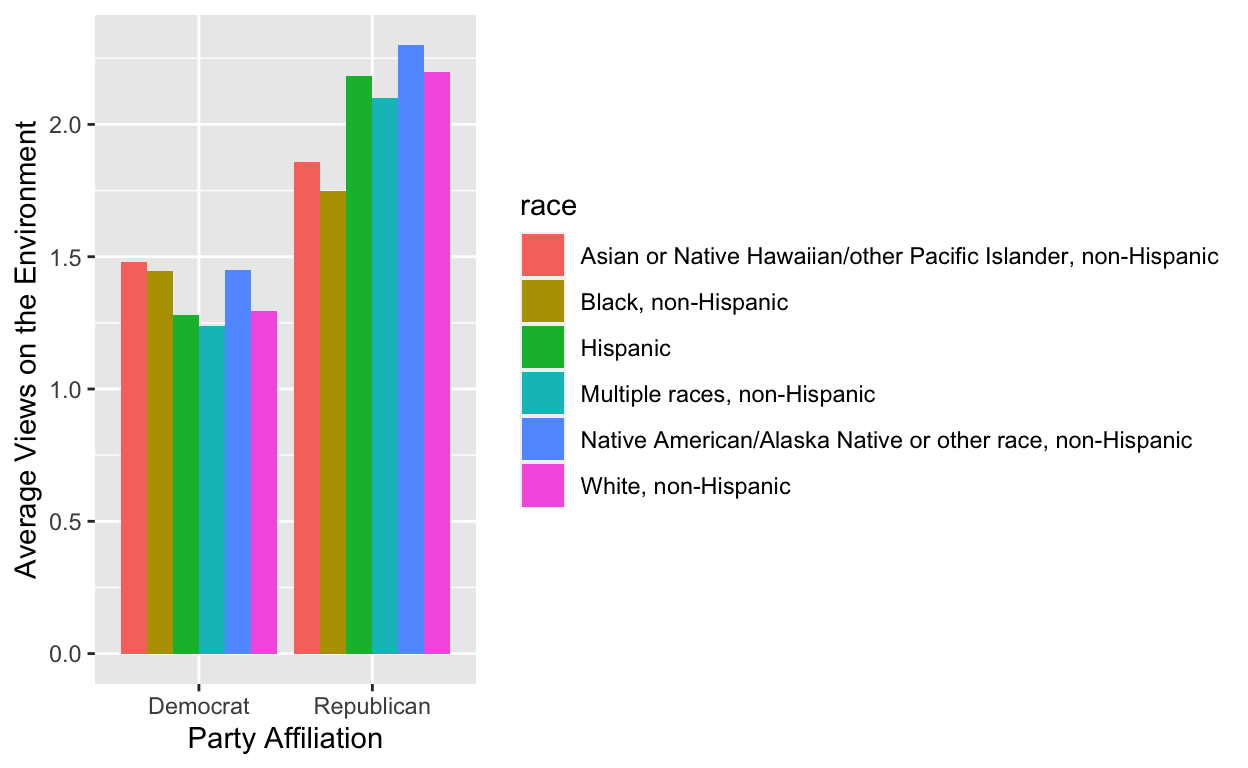 Average Views on the Environment
2.0
1.5
1.0
0.5
0.0
Democrat
Republican
Party Affiliation
race
Asian or Native Hawaiian/other Pacific Islander, non-Hispanic
Black, non-Hispanic
Hispanic
Multiple races, non-Hispanic
Native American/Alaska Native or other race, non-Hispanic
White, non-Hispanic